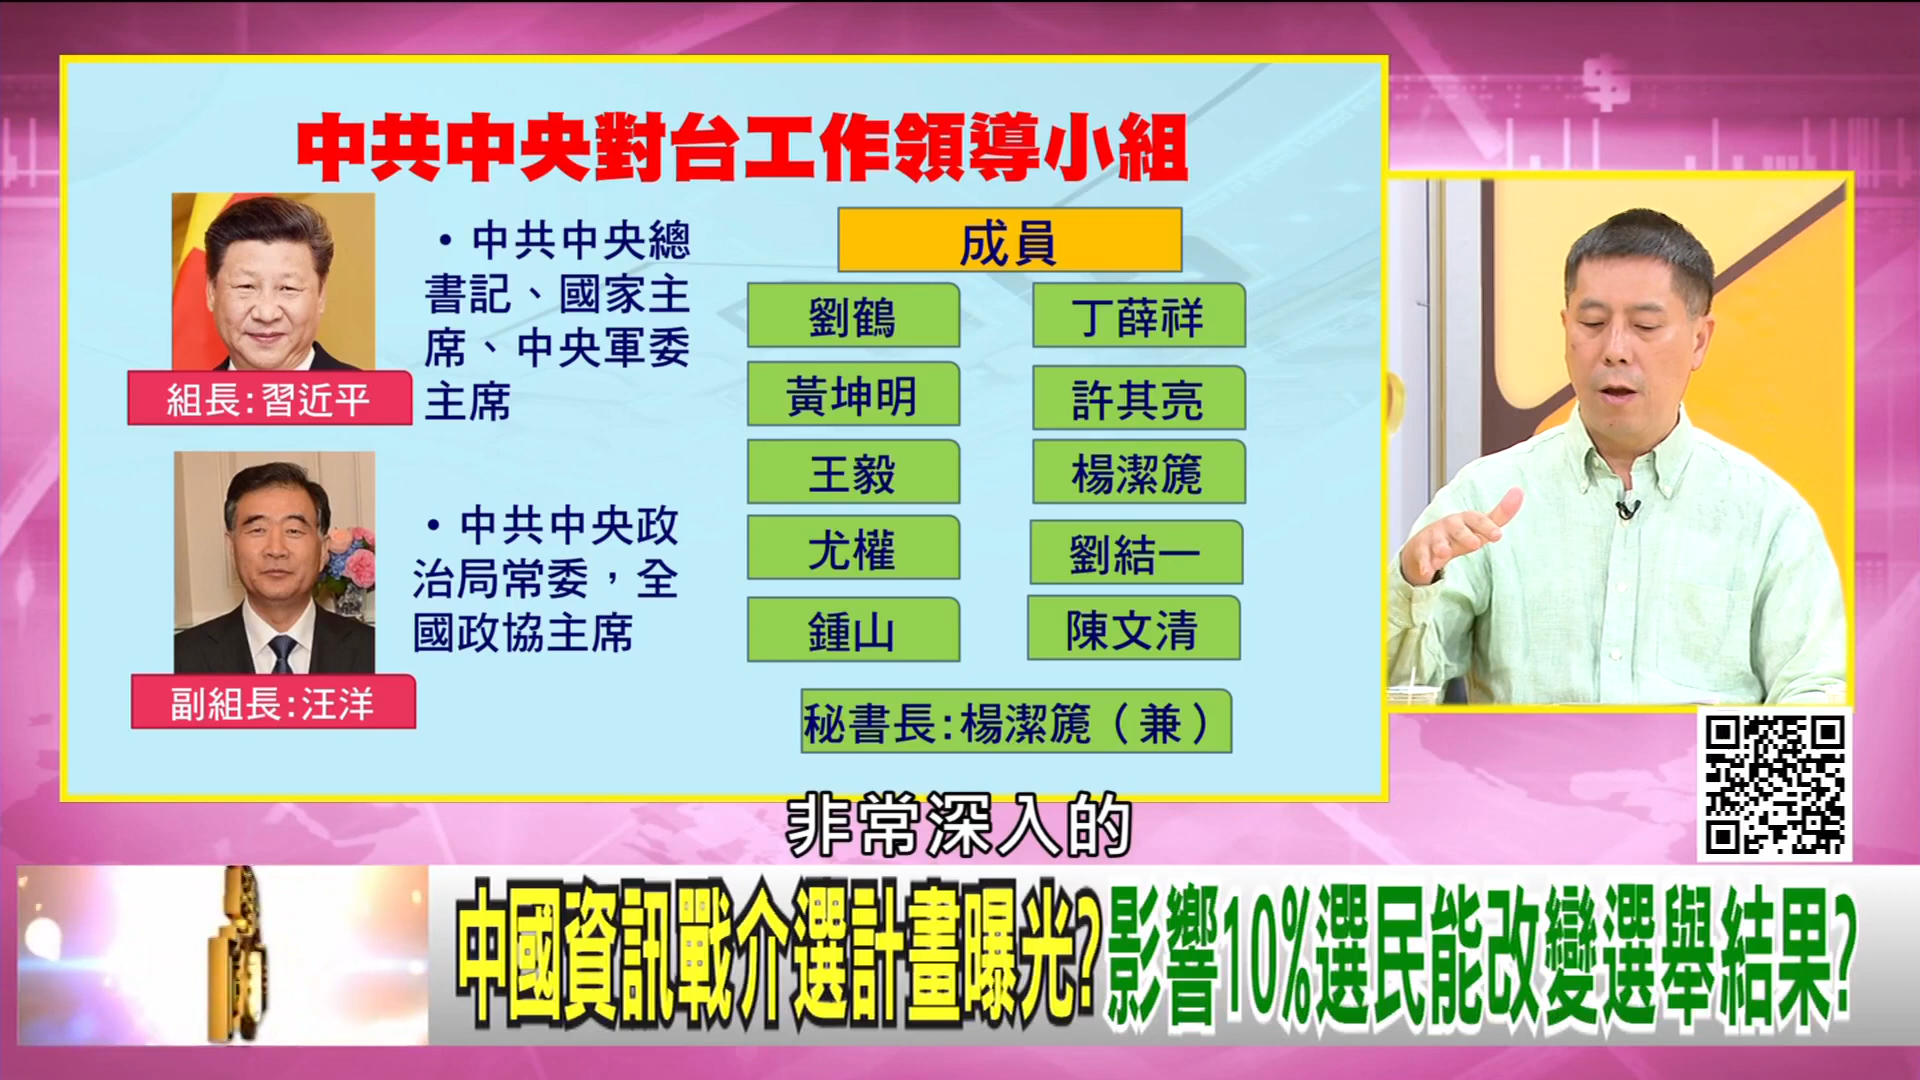 中共中央對台工作領導小組
・中共中央總
書記、國家主
席、中央軍委
主席
組長:習近平
・中共中央政
治局常委，全
國政協主席
副組長:汪洋
成員
劉鶴
丁薛祥
黃坤明
許其亮
王毅
楊潔篪
尤權
劉結一
鍾山
陳文清
秘書長:楊潔篪（兼）
非常深入的
中國資訊戰介選計畫曝光?影響10%選民能改變選舉結果?